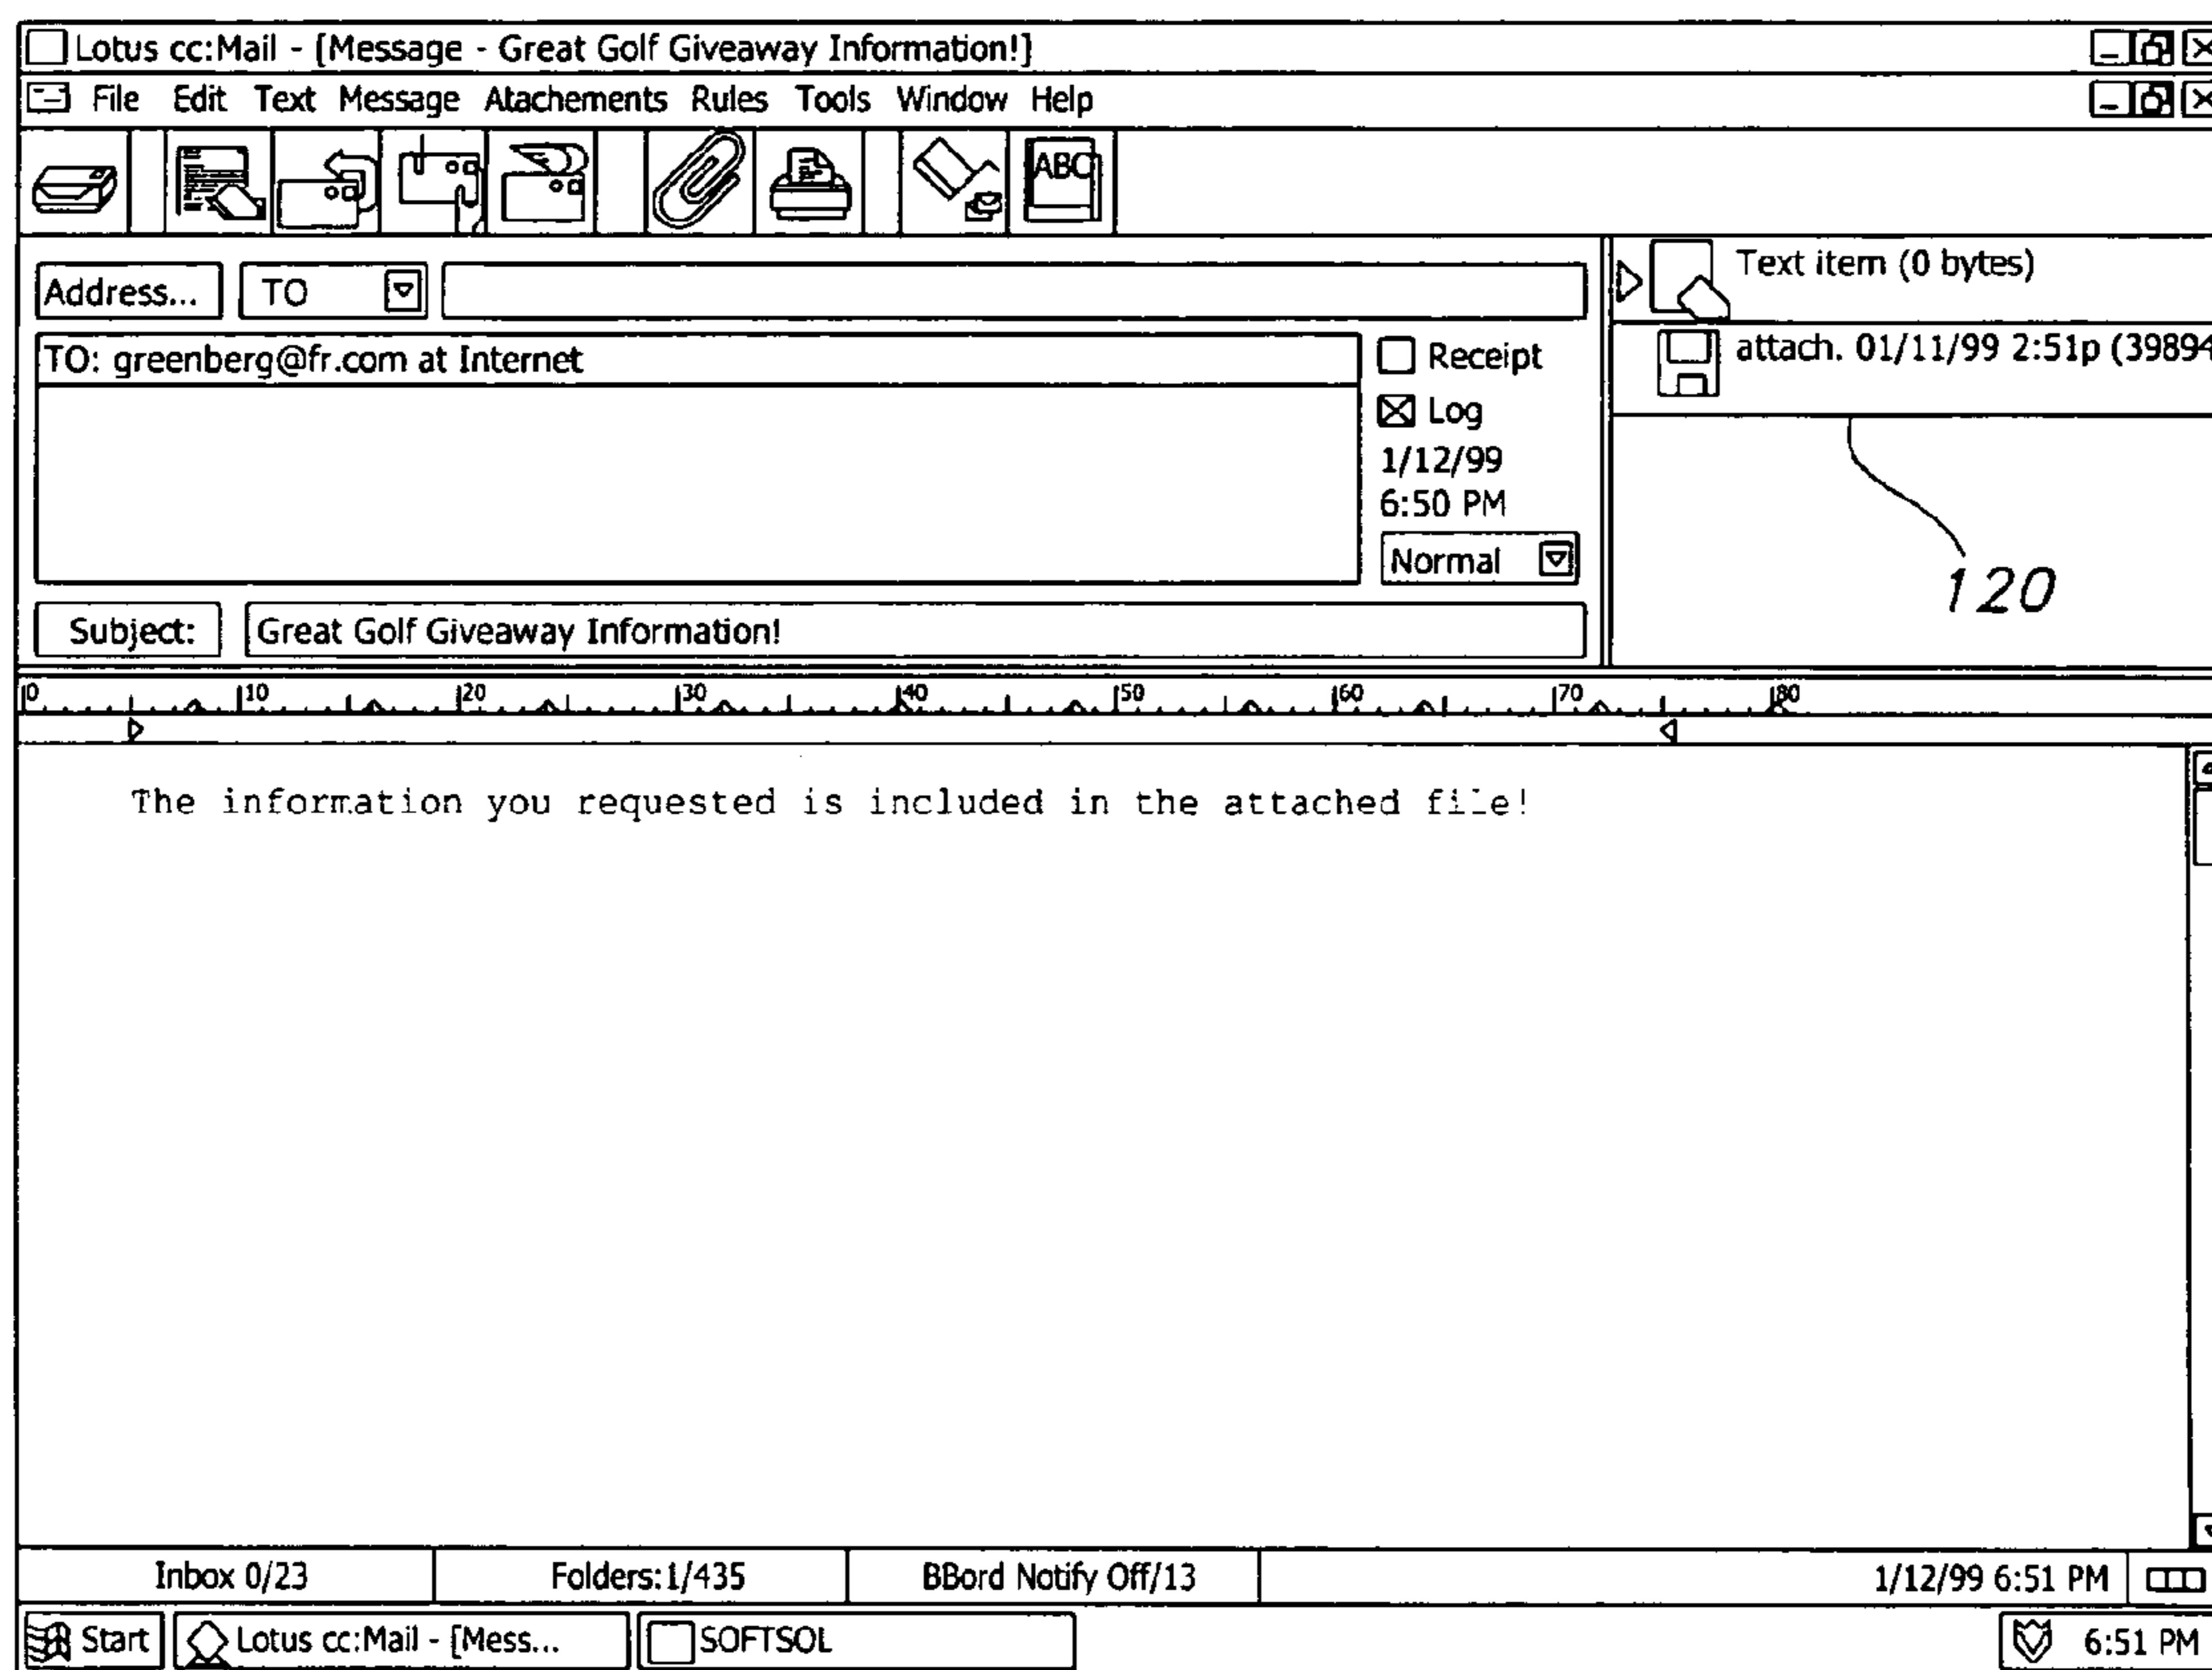 Lotus cc:Mail - [Message - Great Golf Giveaway Information!]
File Edit Text Message Atachements Rules Tools Window Help
ABC
Address... TO
Text item (0 bytes)
TO: greenberg@fr.com at Internet
Receipt
attach. 01/11/99 2:51p (39894
Log
1/12/99
6:50 PM
Normal
120
Subject: Great Golf Giveaway Information!
0 10 20 30 40 50 60 70 80
The information you requested is included in the attached file!
Inbox 0/23 Folders:1/435 BBord Notify Off/13 1/12/99 6:51 PM
Start Lotus cc:Mail - [Mess... SOFTSOL 6:51 PM